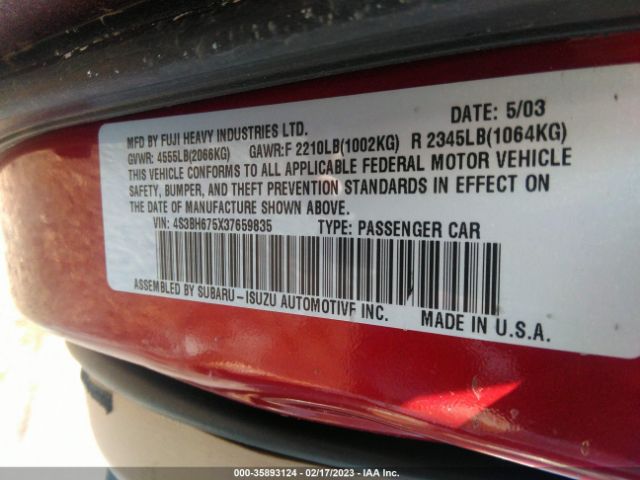 DATE: 5/03
MFD BY FUJI HEAVY INDUSTRIES LTD.
GVWR: 4555LB(2066KG) GAWR:F 2210LB(1002KG) R 2345LB(1064KG)
THIS VEHICLE CONFORMS TO ALL APPLICABLE FEDERAL MOTOR VEHICLE
SAFETY, BUMPER, AND THEFT PREVENTION STANDARDS IN EFFECT ON
THE DATE OF MANUFACTURE SHOWN ABOVE.
VIN: 4S3BH675X37659835 TYPE: PASSENGER CAR
ASSEMBLED BY SUBARU-ISUZU AUTOMOTIVE INC.
MADE IN U.S.A.
000-35893124 - 02/17/2023 - IAA Inc.